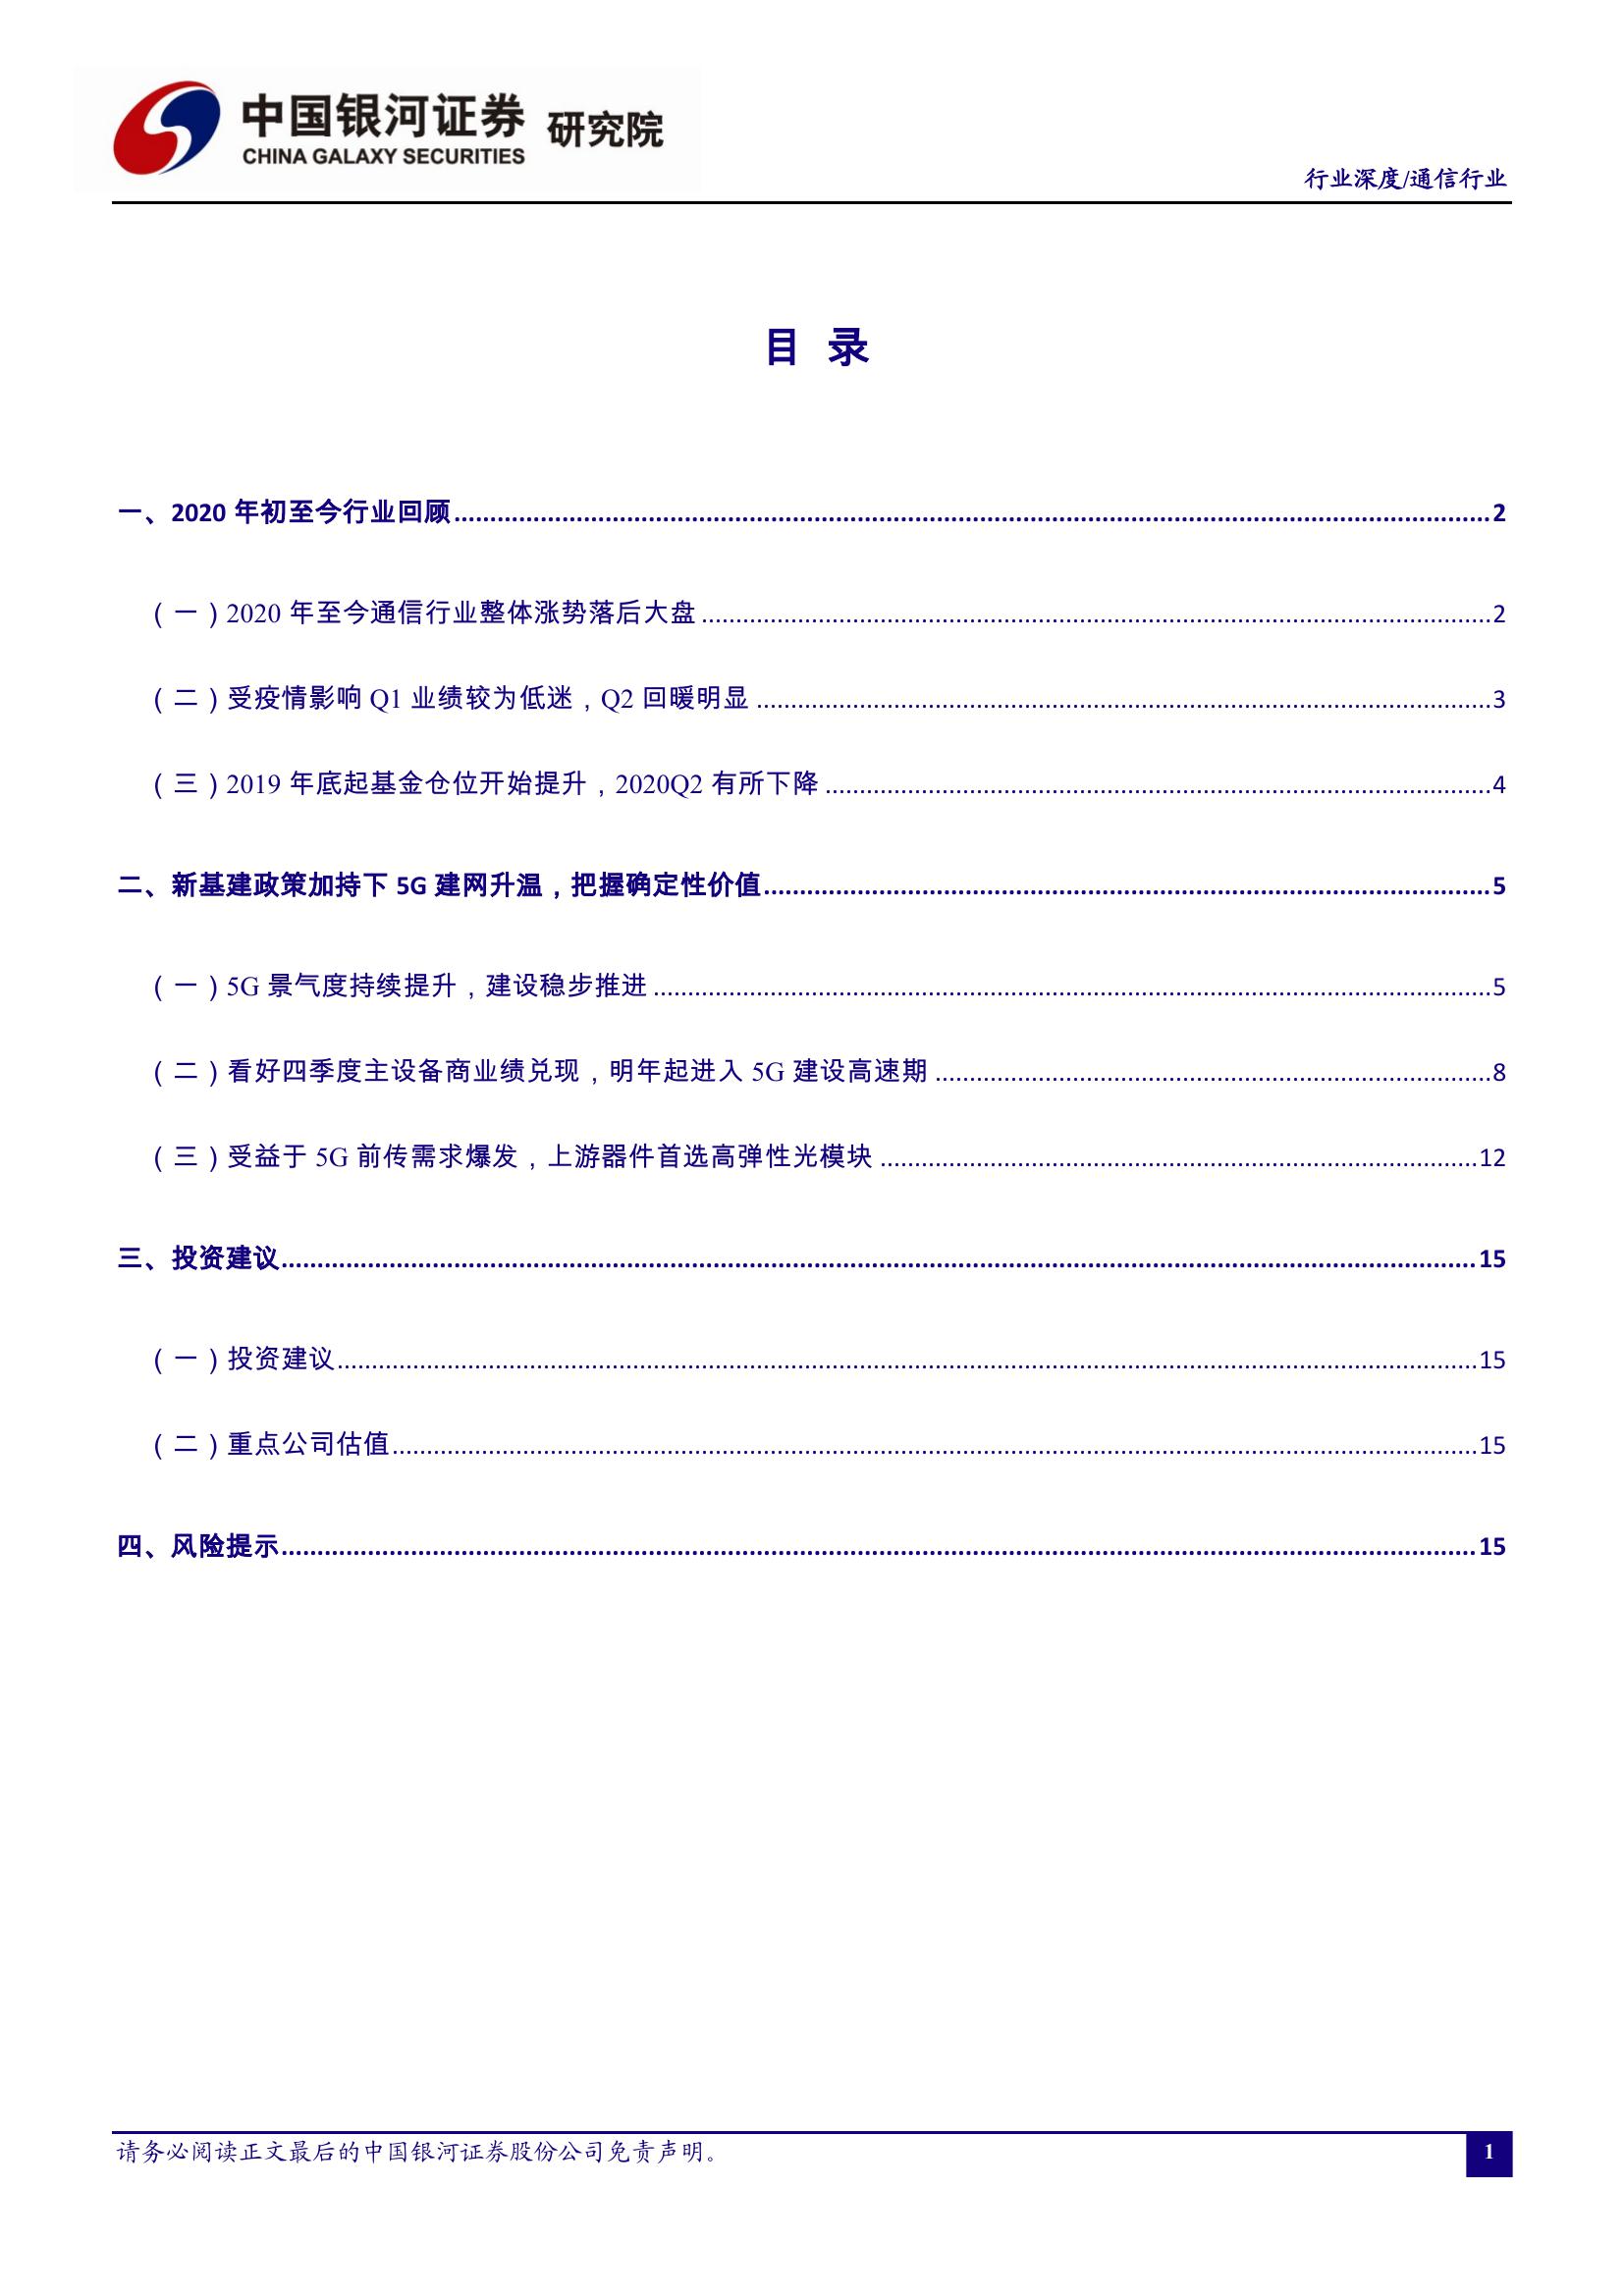 中国银河证券 研究院
CHINA GALAXY SECURITIES
行业深度/通信行业
目 录
一、2020 年初至今行业回顾 2
（一）2020 年至今通信行业整体涨势落后大盘 2
（二）受疫情影响 Q1 业绩较为低迷，Q2 回暖明显 3
（三）2019 年底起基金仓位开始提升，2020Q2 有所下降 4
二、新基建政策加持下 5G 建网升温，把握确定性价值 5
（一）5G 景气度持续提升，建设稳步推进 5
（二）看好四季度主设备商业绩兑现，明年起进入 5G 建设高速期 8
（三）受益于 5G 前传需求爆发，上游器件首选高弹性光模块 12
三、投资建议 15
（一）投资建议 15
（二）重点公司估值 15
四、风险提示 15
请务必阅读正文最后的中国银河证券股份公司免责声明。
1